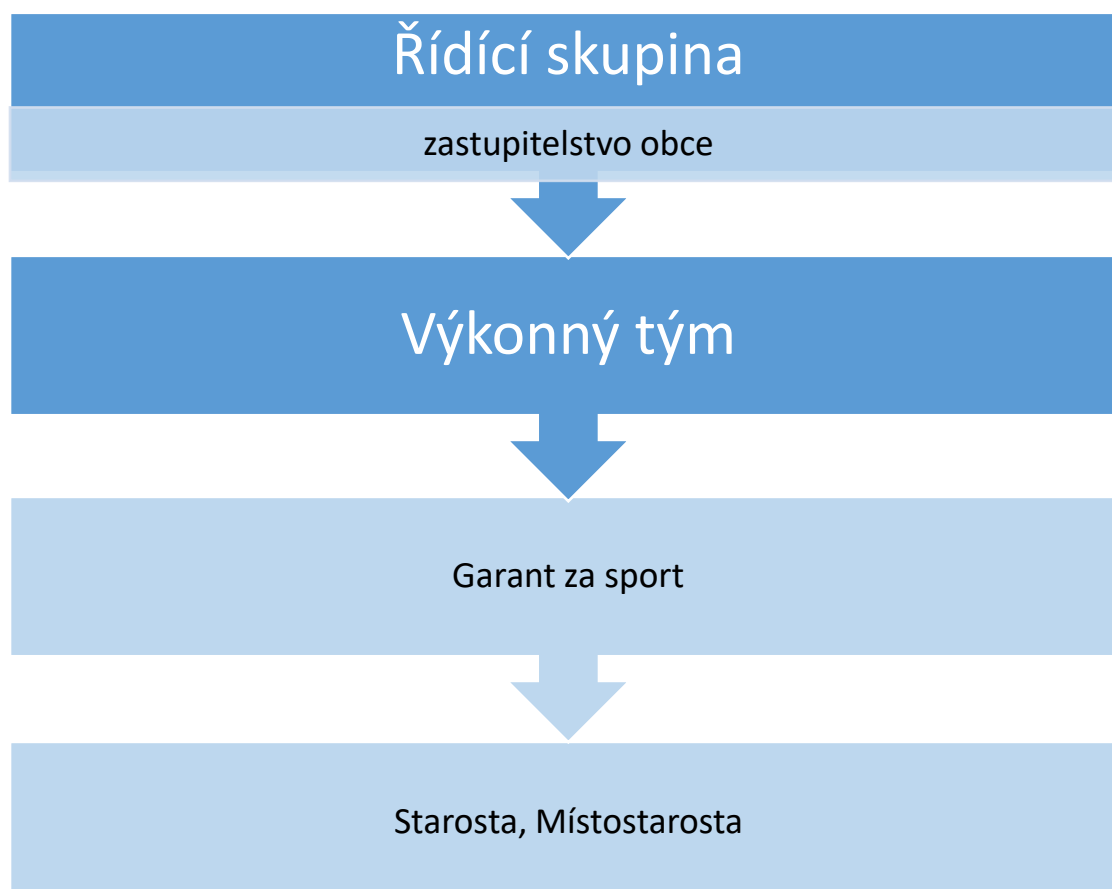 Řídící skupina
zastupitelstvo obce
Výkonný tým
Garant za sport
Starosta, Místostarosta